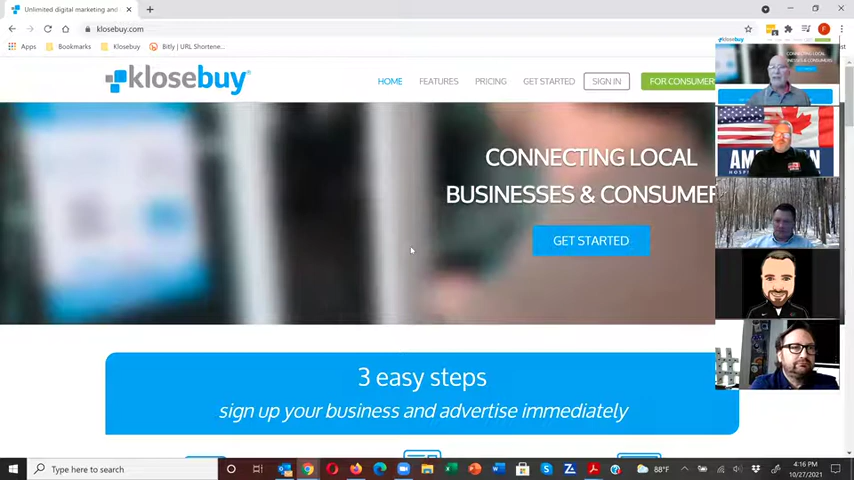 Unlimited digital marketing and
klosebuy.com
F
Apps
Bookmarks
Klosebuy
Bitly | URL Shortene...
klosebuy®
HOME
FEATURES
PRICING
GET STARTED
SIGN IN
FOR CONSUMER
CONNECTING LOCAL
BUSINESSES & CONSUMER
GET STARTED
3 easy steps
sign up your business and advertise immediately
Type here to search
88°F
4:16 PM
10/27/2021